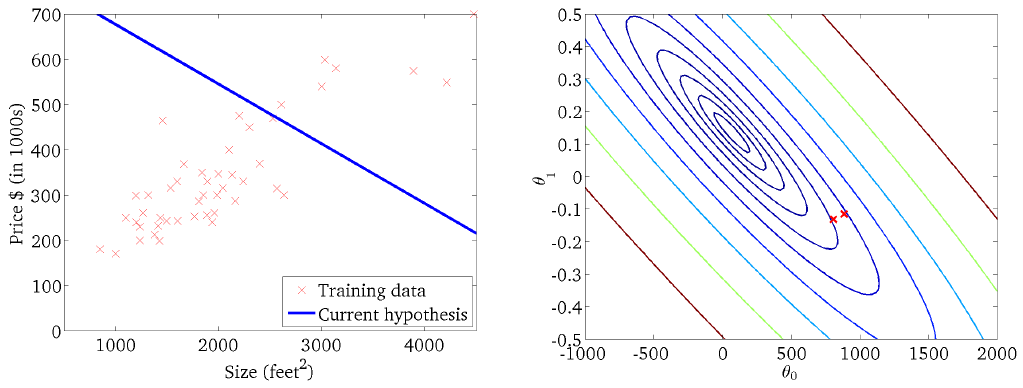 700
600
500
400
300
200
100
0
Price $ (in 1000s)
1000 2000 3000 4000
Size (feet²)
Training data
Current hypothesis
0.5
0.4
0.3
0.2
0.1
0
-0.1
-0.2
-0.3
-0.4
-0.5
θ₁
-1000 -500 0 500 1000 1500 2000
θ₀